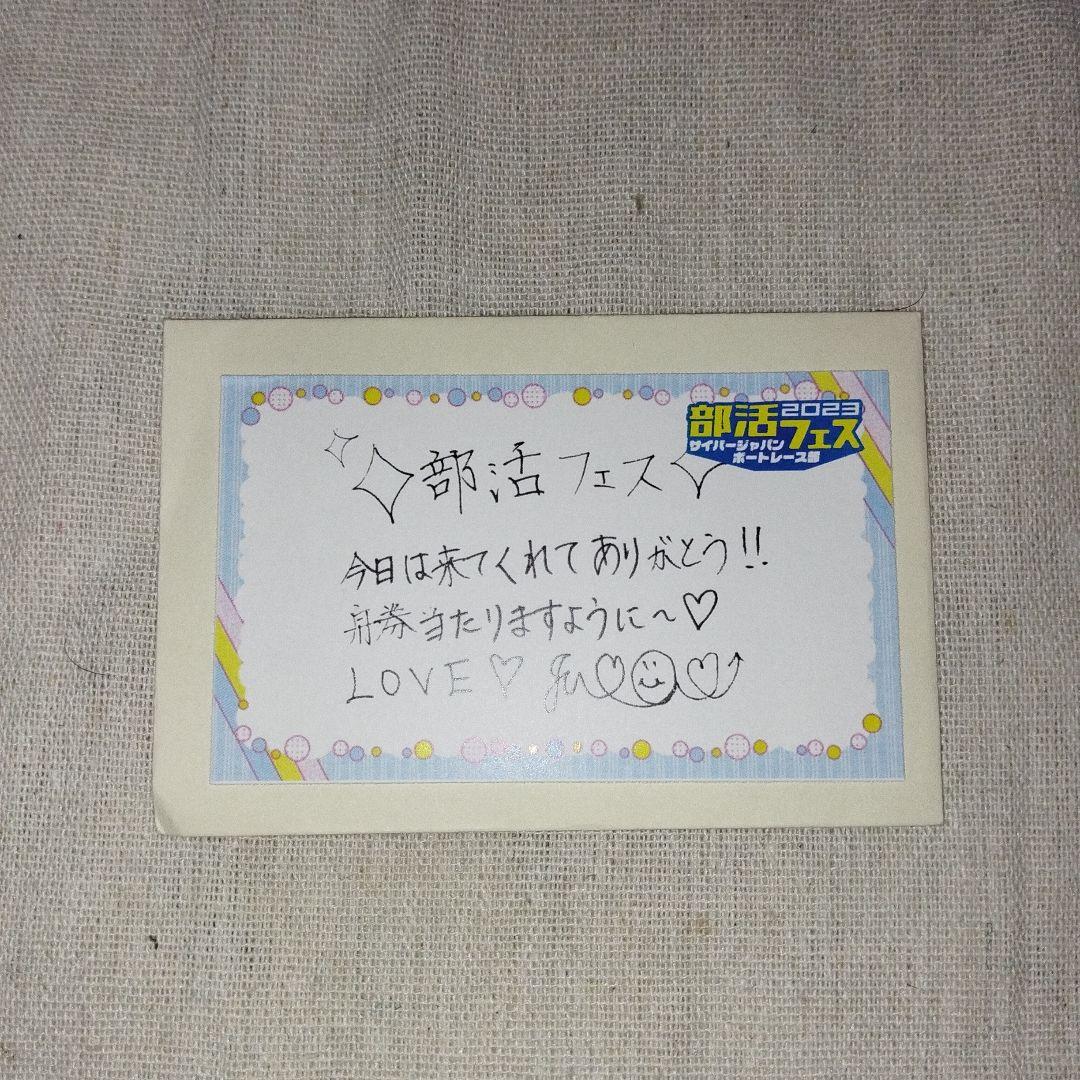 部活2023
フェス
サイバージャパン
ボートレース部
部活フェス
今日は来てくれてありがとう!!
舟券当たりますように〜♡
LOVE♡